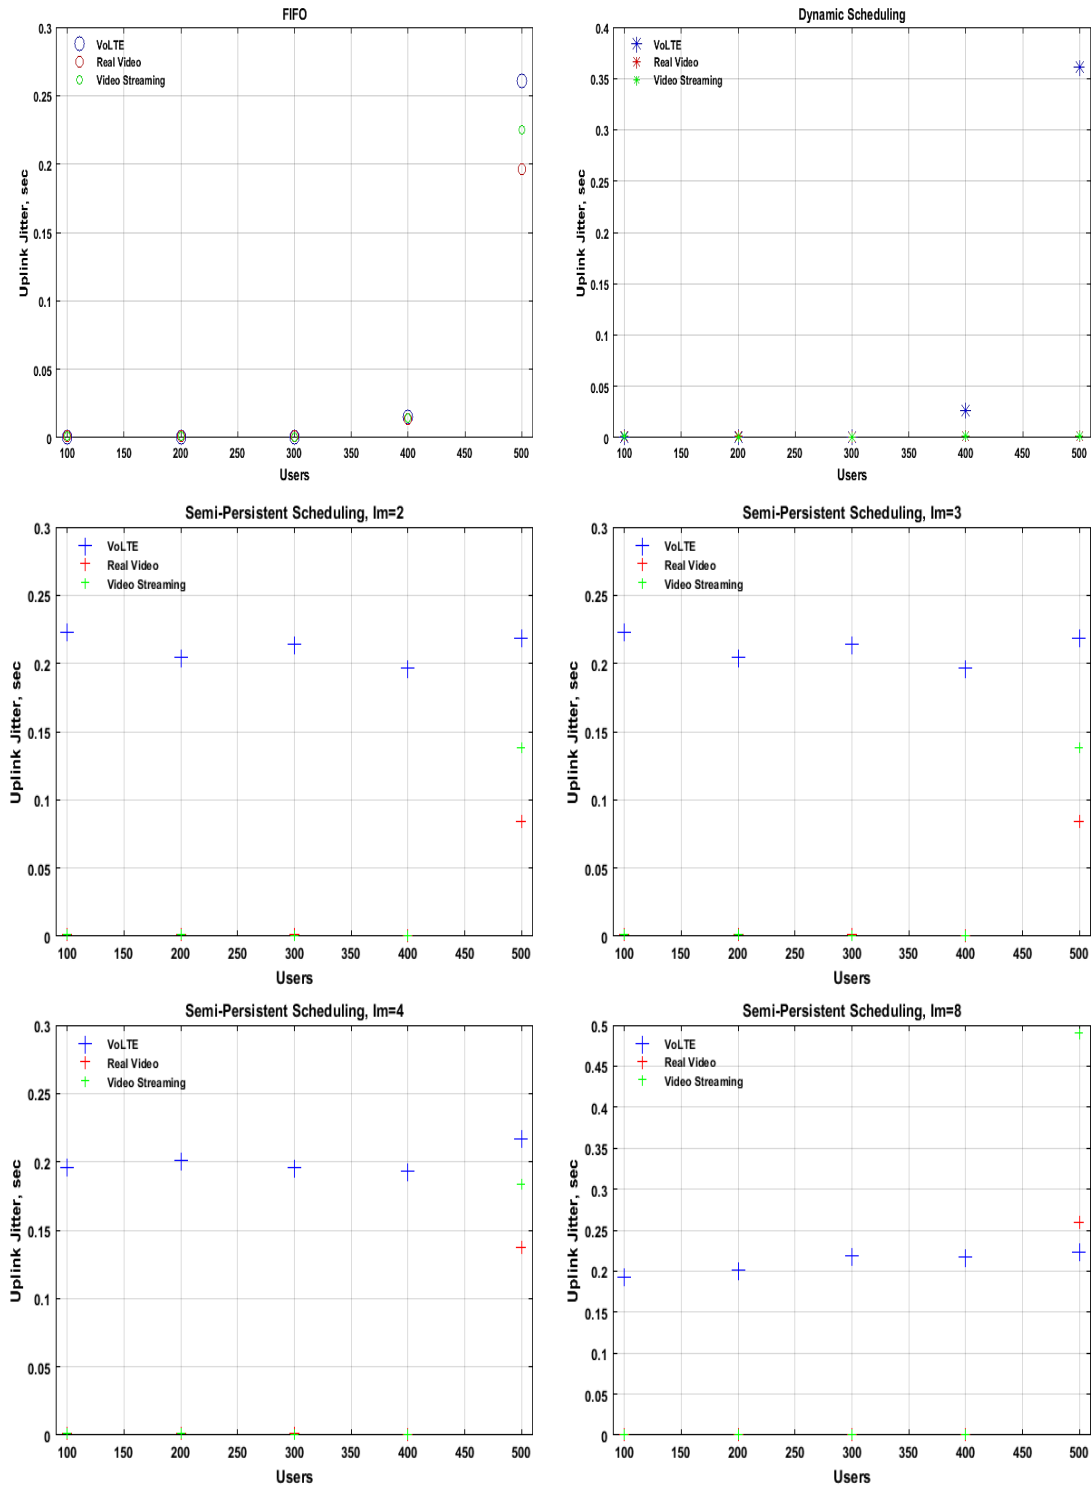 FIFO
VoLTE
Real Video
Video Streaming
0.3
0.25
0.2
0.15
0.1
0.05
0
Uplink Jitter, sec
100 150 200 250 300 350 400 450 500
Users
Dynamic Scheduling
VoLTE
Real Video
Video Streaming
0.4
0.35
0.3
0.25
0.2
0.15
0.1
0.05
0
Uplink Jitter, sec
100 150 200 250 300 350 400 450 500
Users
Semi-Persistent Scheduling, Im=2
VoLTE
Real Video
Video Streaming
0.3
0.25
0.2
0.15
0.1
0.05
0
Uplink Jitter, sec
100 150 200 250 300 350 400 450 500
Users
Semi-Persistent Scheduling, Im=3
VoLTE
Real Video
Video Streaming
0.3
0.25
0.2
0.15
0.1
0.05
0
Uplink Jitter, sec
100 150 200 250 300 350 400 450 500
Users
Semi-Persistent Scheduling, Im=4
VoLTE
Real Video
Video Streaming
0.3
0.25
0.2
0.15
0.1
0.05
0
Uplink Jitter, sec
100 150 200 250 300 350 400 450 500
Users
Semi-Persistent Scheduling, Im=8
VoLTE
Real Video
Video Streaming
0.5
0.45
0.4
0.35
0.3
0.25
0.2
0.15
0.1
0.05
0
Uplink Jitter, sec
100 150 200 250 300 350 400 450 500
Users